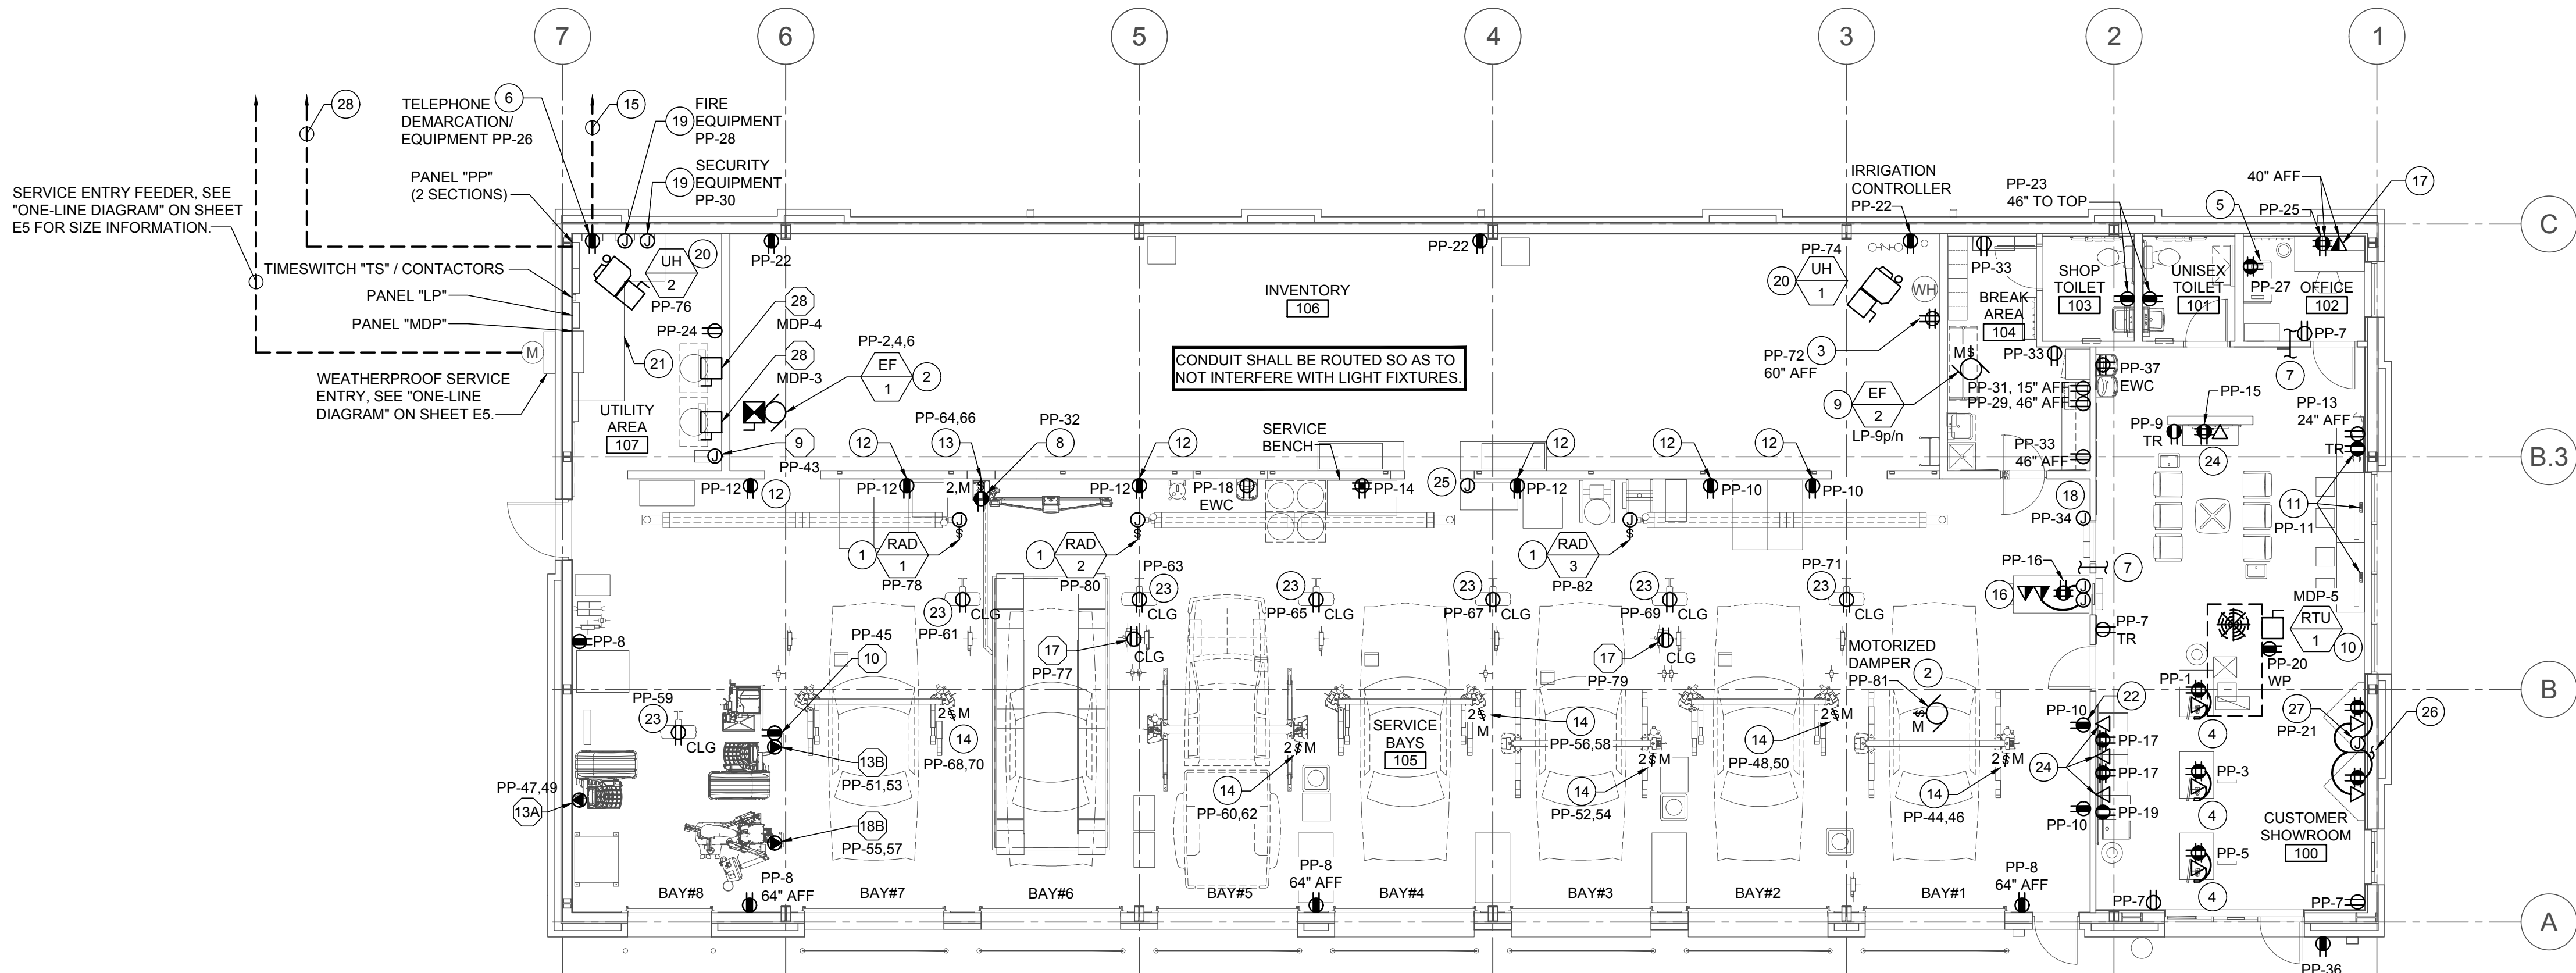 7
6
5
4
3
2
1
28
TELEPHONE
DEMARCATION/
EQUIPMENT PP-26
6
15
19
FIRE
EQUIPMENT
PP-28
19
SECURITY
EQUIPMENT
PP-30
PANEL "PP"
(2 SECTIONS)
SERVICE ENTRY FEEDER, SEE
"ONE-LINE DIAGRAM" ON SHEET
E5 FOR SIZE INFORMATION.
TIMESWITCH "TS" / CONTACTORS
PANEL "LP"
PANEL "MDP"
M
WEATHERPROOF SERVICE
ENTRY, SEE "ONE-LINE
DIAGRAM" ON SHEET E5.
J
J
UH
2
20
PP-76
PP-22
PP-24
28
MDP-4
28
MDP-3
21
UTILITY
AREA
107
9
J
PP-43
PP-2,4,6
EF
1
2
INVENTORY
106
CONDUIT SHALL BE ROUTED SO AS TO
NOT INTERFERE WITH LIGHT FIXTURES.
PP-22
IRRIGATION
CONTROLLER
PP-22
PP-74
20
UH
1
WH
PP-72
60" AFF
3
9
EF
2
LP-9p/n
M$
PP-33
BREAK
AREA
104
PP-23
46" TO TOP
SHOP
TOILET
103
UNISEX
TOILET
101
5
PP-27
OFFICE
102
PP-25
40" AFF
17
PP-7
7
C
PP-33
PP-31, 15" AFF
PP-29, 46" AFF
PP-37
EWC
PP-15
PP-9
TR
24
PP-13
24" AFF
TR
PP-33
46" AFF
B.3
PP-64,66
13
PP-32
8
12
12
SERVICE
BENCH
12
12
12
PP-12
12
PP-12
2,M
$
PP-12
PP-18
EWC
PP-14
25
PP-12
PP-10
PP-10
18
PP-34
J
11
PP-11
J
$
1
RAD
1
PP-78
J
$
1
RAD
2
PP-80
J
$
1
RAD
3
PP-82
PP-16
16
J
J
7
PP-7
TR
PP-63
23
CLG
23
CLG
PP-61
23
CLG
PP-65
23
CLG
PP-67
23
CLG
PP-69
PP-71
23
CLG
17
CLG
PP-77
17
CLG
PP-79
PP-8
PP-45
10
PP-59
23
CLG
13B
PP-51,53
PP-47,49
13A
18B
PP-55,57
2$M
14
PP-68,70
2$M
14
PP-60,62
2$
M
14
PP-56,58
SERVICE
BAYS
105
2$M
14
PP-52,54
2$M
14
PP-48,50
MOTORIZED
DAMPER
PP-81
2
$
M
2$M
14
PP-44,46
MDP-5
RTU
1
10
PP-20
WP
PP-1
4
PP-3
4
PP-5
4
22
PP-10
PP-17
24
PP-17
PP-10
PP-19
27
PP-21
J
26
CUSTOMER
SHOWROOM
100
PP-7
PP-7
PP-36
B
A
PP-8
64" AFF
PP-8
64" AFF
PP-8
64" AFF
BAY#8
BAY#7
BAY#6
BAY#5
BAY#4
BAY#3
BAY#2
BAY#1